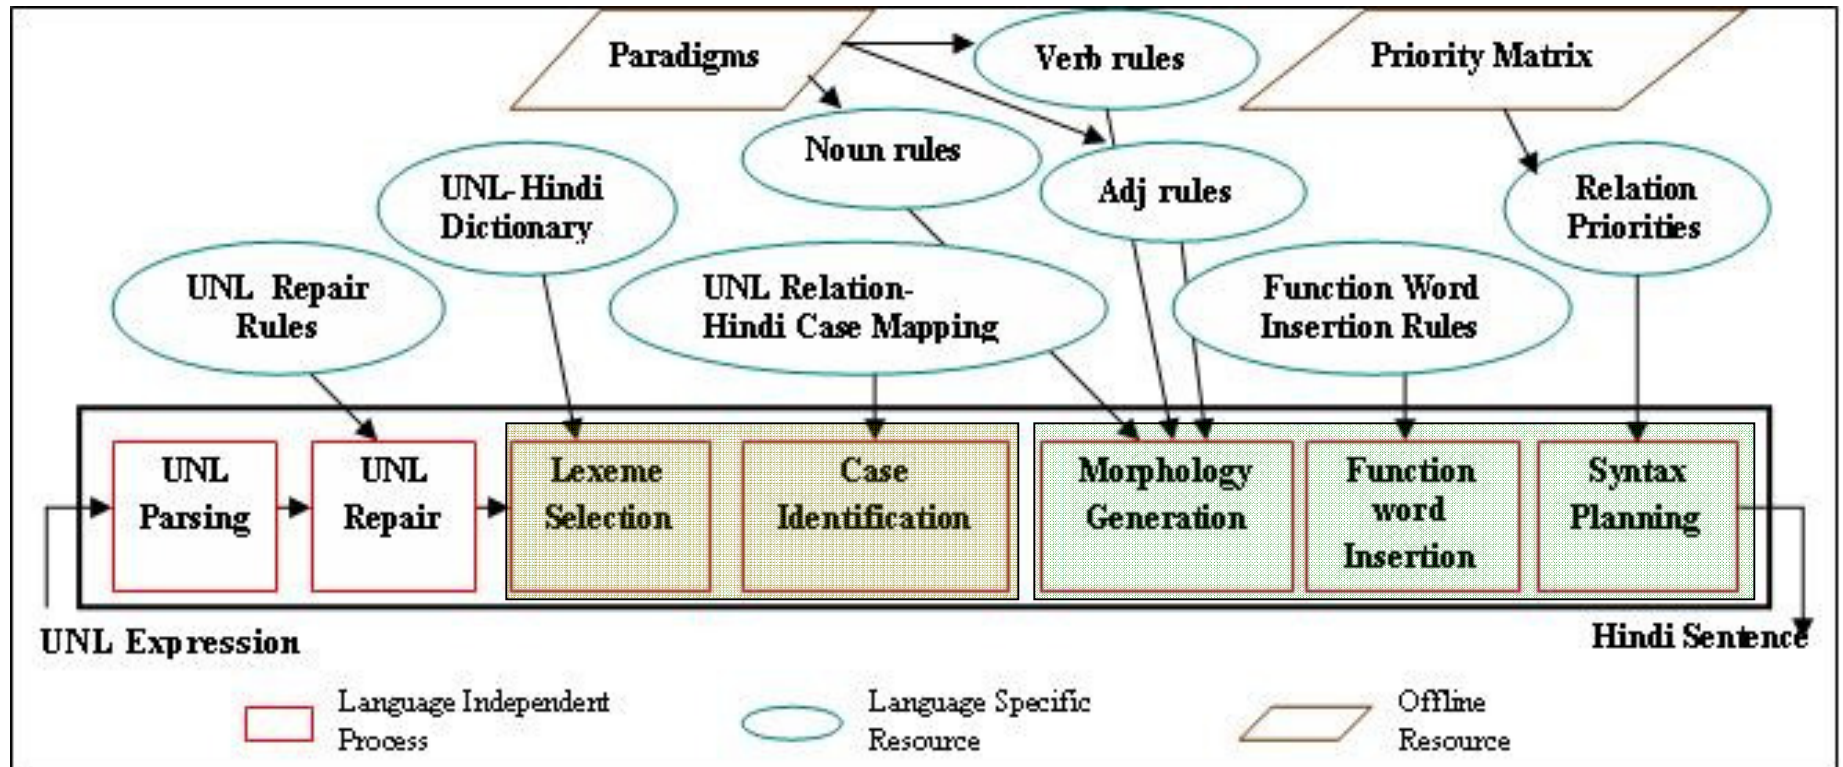 Paradigms
Verb rules
Priority Matrix
Noun rules
UNL-Hindi
Dictionary
Adj rules
Relation
Priorities
UNL Repair
Rules
UNL Relation-
Hindi Case Mapping
Function Word
Insertion Rules
UNL
Parsing
UNL
Repair
Lexeme
Selection
Case
Identification
Morphology
Generation
Function
word
Insertion
Syntax
Planning
UNL Expression
Hindi Sentence
Language Independent
Process
Language Specific
Resource
Offline
Resource